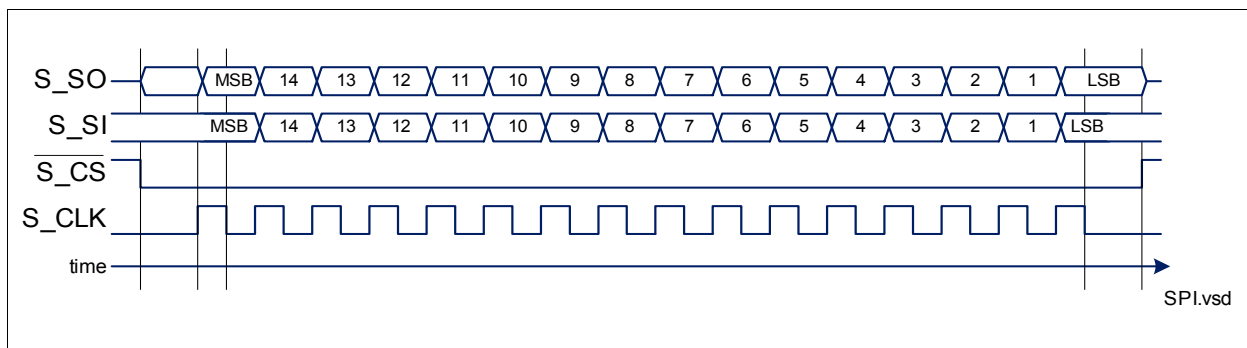 S_SO MSB 14 13 12 11 10 9 8 7 6 5 4 3 2 1 LSB
S_SI MSB 14 13 12 11 10 9 8 7 6 5 4 3 2 1 LSB
S_CS
S_CLK
time
SPI.vsd